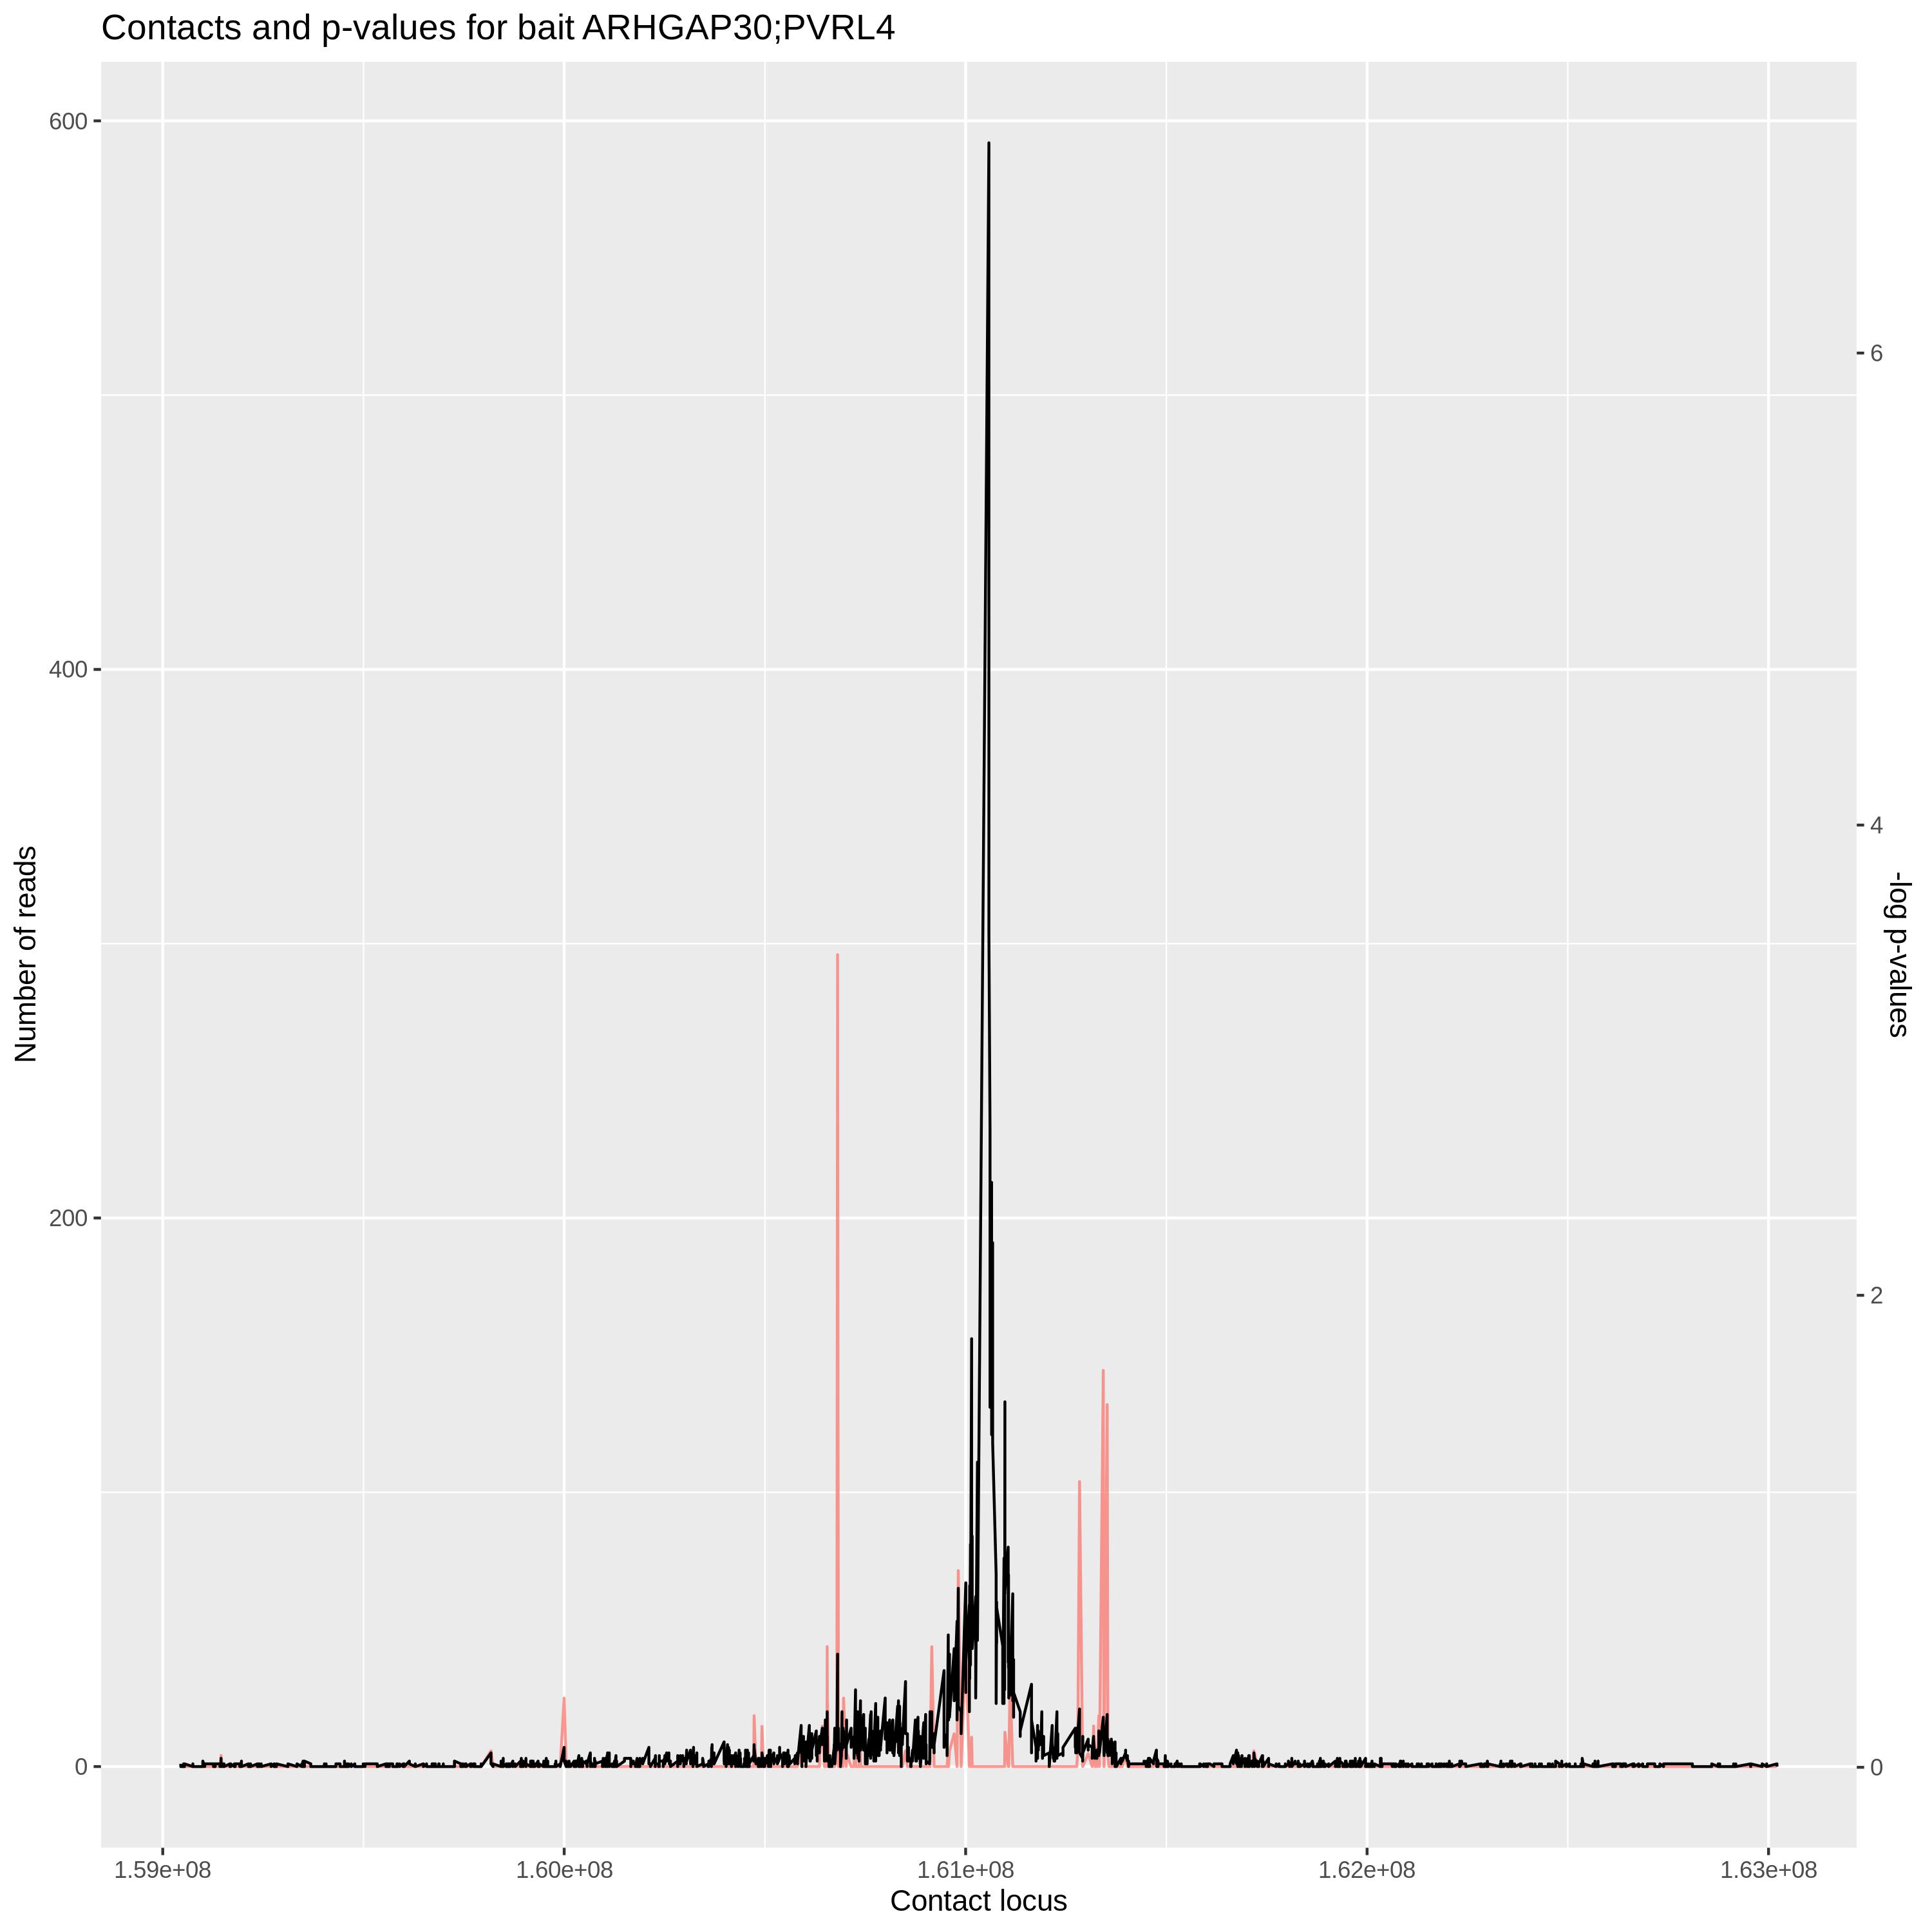 Contacts and p-values for bait ARHGAP30;PVRL4
600
400
200
0
Number of reads
6
4
2
0
-log p-values
1.59e+08 1.60e+08 1.61e+08 1.62e+08 1.63e+08
Contact locus